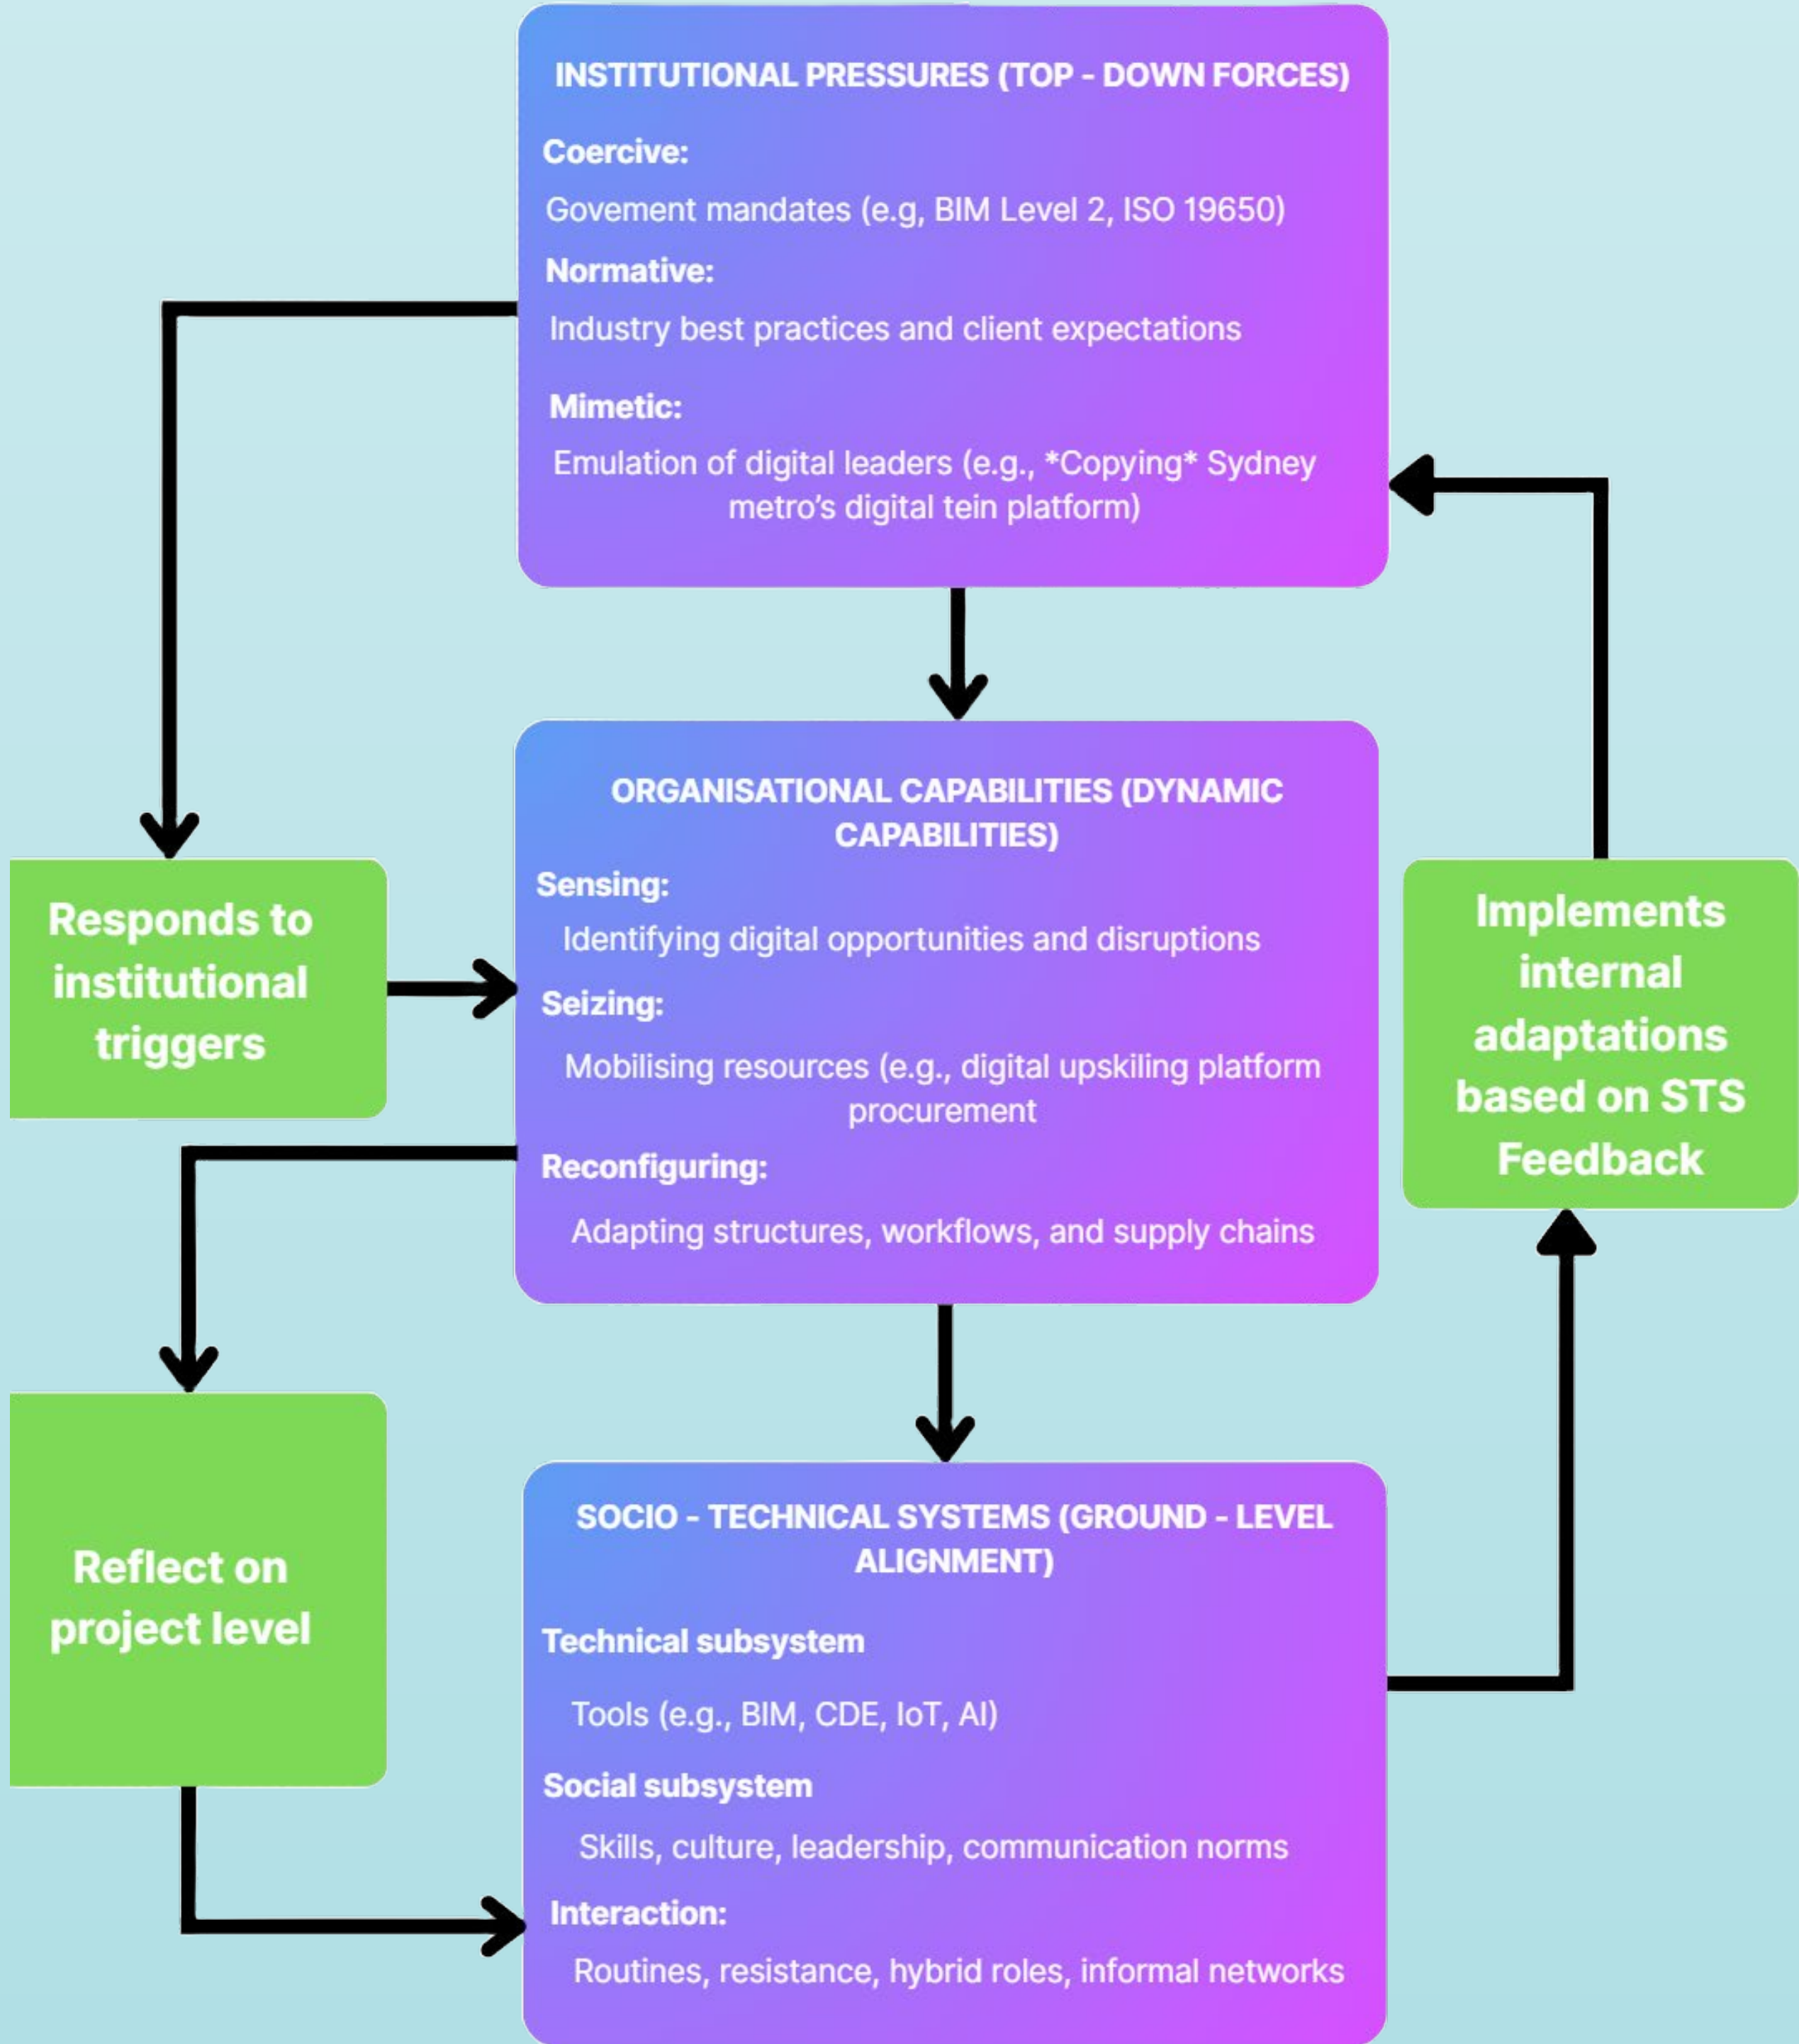 INSTITUTIONAL PRESSURES (TOP - DOWN FORCES)
Coercive:
Govement mandates (e.g, BIM Level 2, ISO 19650)
Normative:
Industry best practices and client expectations
Mimetic:
Emulation of digital leaders (e.g., *Copying* Sydney
metro's digital tein platform)
ORGANISATIONAL CAPABILITIES (DYNAMIC
CAPABILITIES)
Sensing:
Identifying digital opportunities and disruptions
Seizing:
Mobilising resources (e.g., digital upskiling platform
procurement
Reconfiguring:
Adapting structures, workflows, and supply chains
Responds to
institutional
triggers
Implements
internal
adaptations
based on STS
Feedback
Reflect on
project level
SOCIO - TECHNICAL SYSTEMS (GROUND - LEVEL
ALIGNMENT)
Technical subsystem
Tools (e.g., BIM, CDE, IoT, AI)
Social subsystem
Skills, culture, leadership, communication norms
Interaction:
Routines, resistance, hybrid roles, informal networks